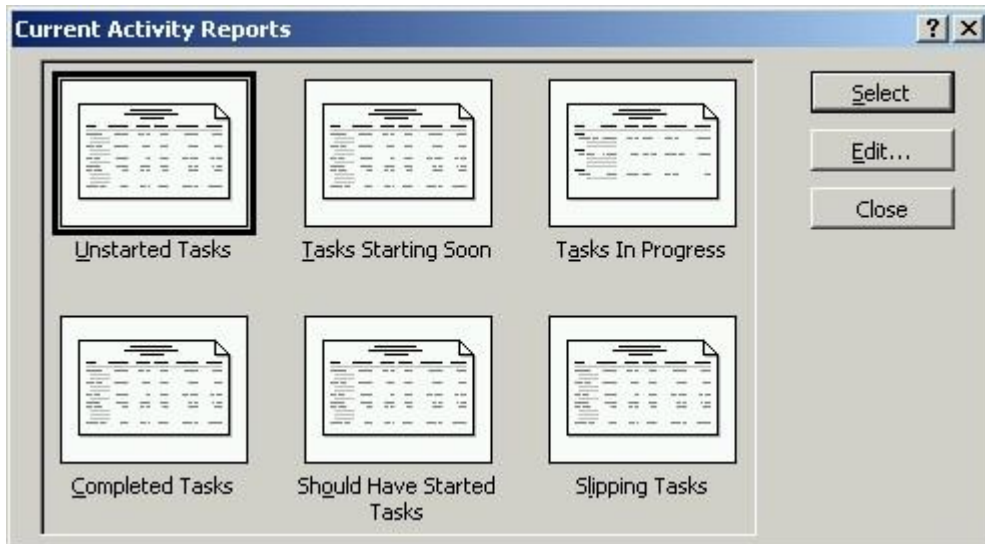 Current Activity Reports
Select
Edit...
Close
Unstarted Tasks
Tasks Starting Soon
Tasks In Progress
Completed Tasks
Should Have Started
Tasks
Slipping Tasks